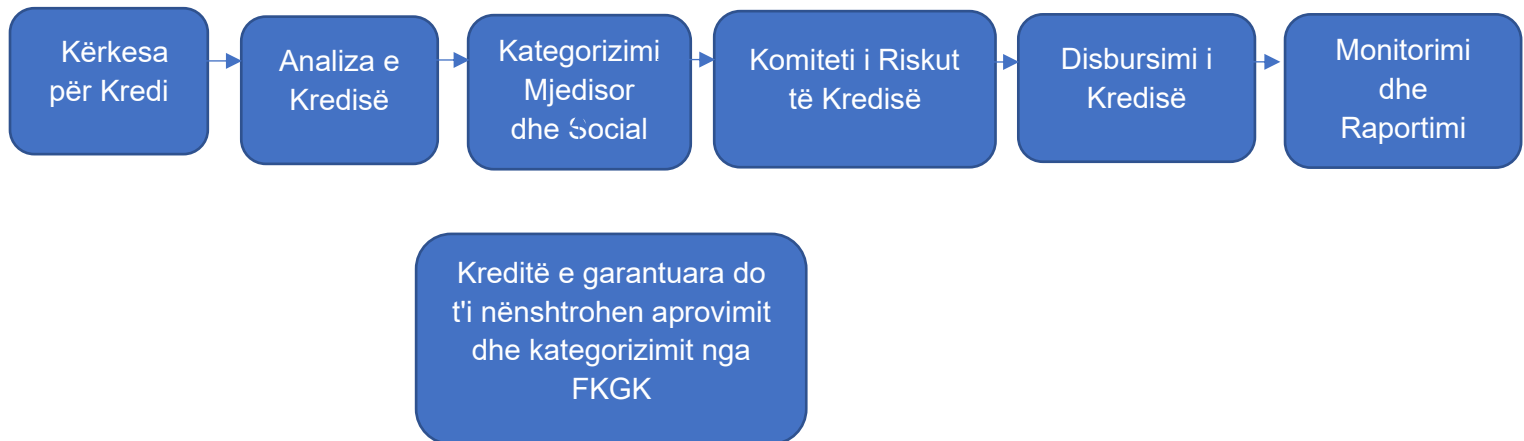 Kërkesa
për Kredi
Analiza e
Kredisë
Kategorizimi
Mjedisor
dhe Social
Komiteti i Riskut
të Kredisë
Disbursimi i
Kredisë
Monitorimi
dhe
Raportimi
Kreditë e garantuara do
t'i nënshtrohen aprovimit
dhe kategorizimit nga
FKGK